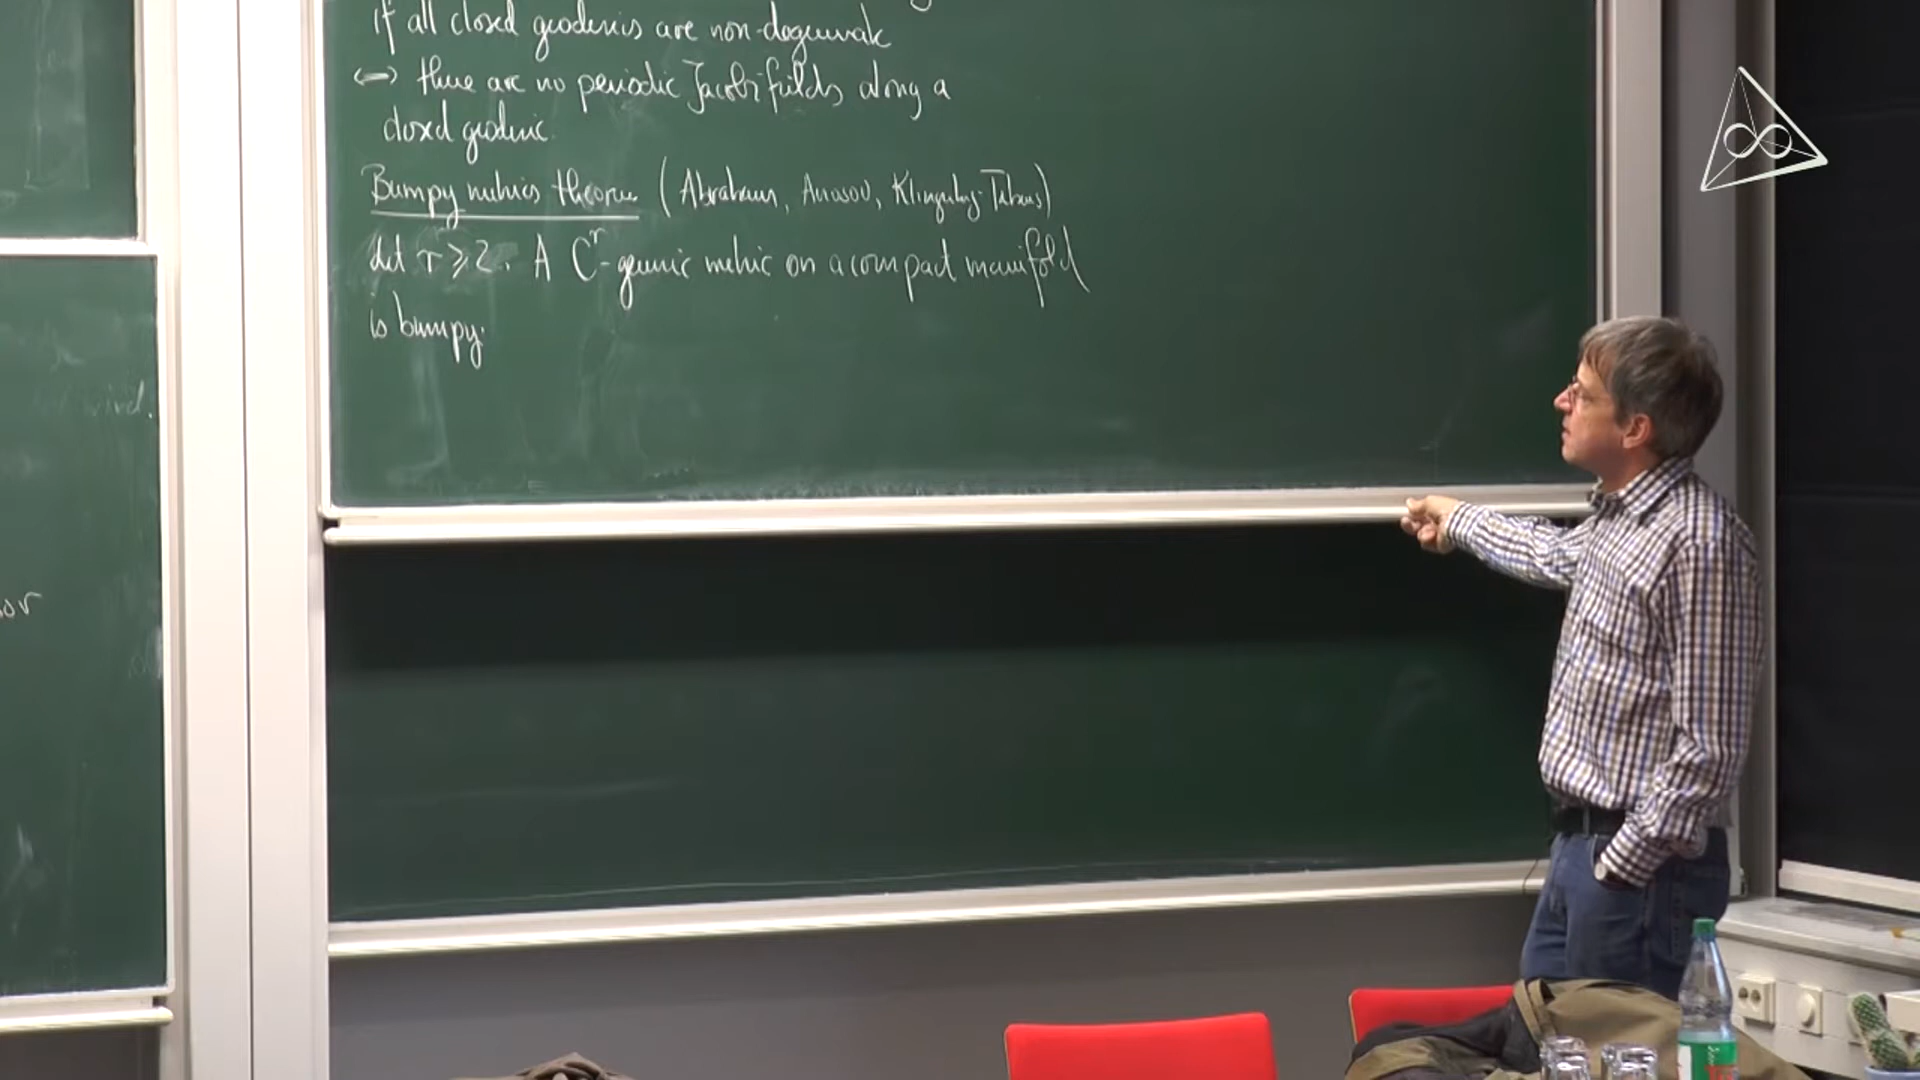 if all closed geodesics are non-degenerate
<=> there are no periodic Jacobi fields along a
closed geodesic.
Bumpy metrics theorem (Abraham, Anosov, Klingenberg-Takens)
Let r ≥ 2. A C^r-generic metric on a compact manifold
is bumpy.
or